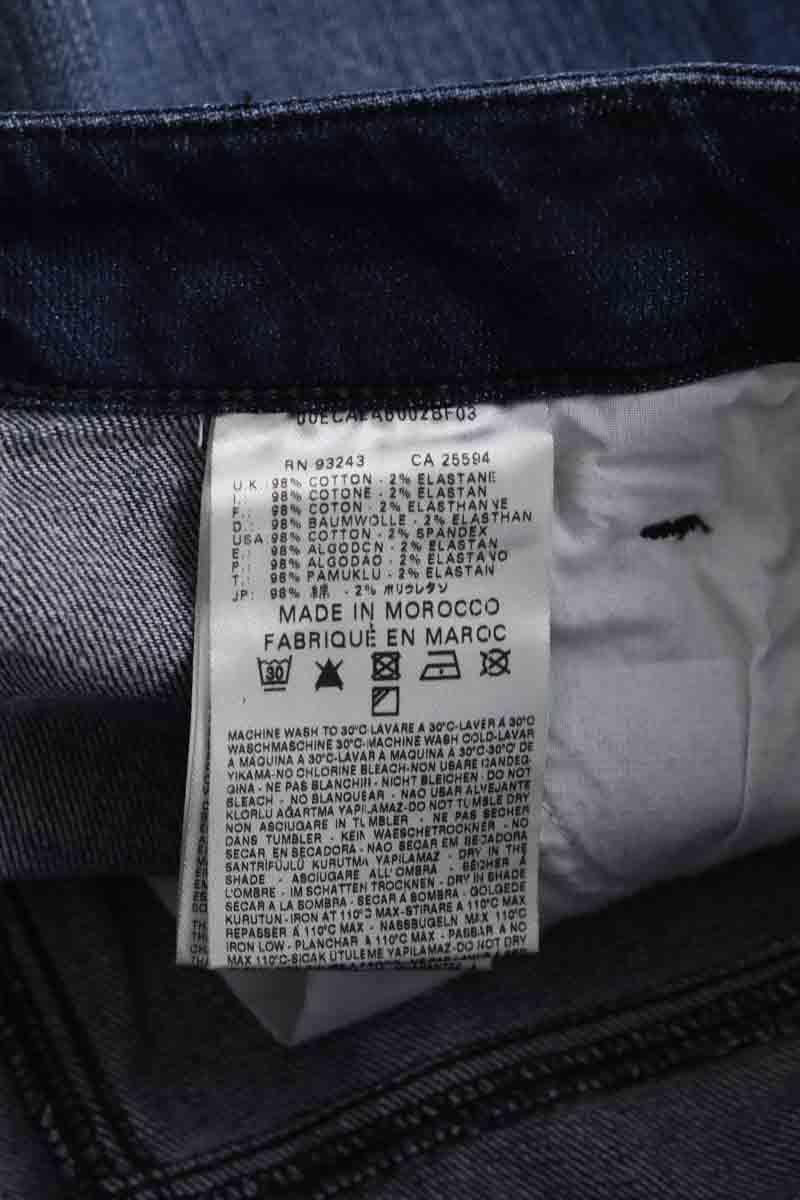 RN 93243 CA 25594
U.K.: 98% COTTON - 2% ELASTANE
I.: 98% COTONE - 2% ELASTAN
F.: 98% COTON - 2% ELASTHANNE
D.: 98% BAUMWOLLE - 2% ELASTHAN
USA: 98% COTTON - 2% SPANDEX
E.: 98% ALGODON - 2% ELASTAN
P.: 98% ALGODAO - 2% ELASTANO
T.: 98% PAMUKLU - 2% ELASTAN
JP: 98% 綿 - 2% ポリウレタン
MADE IN MOROCCO
FABRIQUÉ EN MAROC
30
MACHINE WASH TO 30°C-LAVARE A 30°C-LAVER A 30°C
WASCHMASCHINE 30°C-MACHINE WASH COLD-LAVAR
A MAQUINA A 30°C-LAVAR A MAQUINA A 30°C-30°C' DE
YIKAMA-NO CHLORINE BLEACH-NON USARE CANDEG-
GINA - NE PAS BLANCHIR - NICHT BLEICHEN - DO NOT
BLEACH - NO BLANQUEAR - NAO USAR ALVEJANTE
KLORLU AĞARTMA YAPILAMAZ-DO NOT TUMBLE DRY
NON ASCIUGARE IN TUMBLER - NE PAS SECHER
DANS TUMBLER - KEIN WAESCHETROCKNER - NO
SECAR EN SECADORA - NAO SECAR EM SECADORA
SANTRİFÜJLÜ KURUTMA YAPILAMAZ - DRY IN THE
SHADE - ASCIUGARE ALL'OMBRA - SECHER A
L'OMBRE - IM SCHATTEN TROCKNEN - DRY IN SHADE
SECAR A LA SOMBRA - SECAR A SOMBRA - GOLGEDE
KURUTUN-IRON AT 110°C MAX-STIRARE A 110°C MAX
REPASSER A 110°C MAX - NASSBUGELN MAX 110°C
IRON LOW - PLANCHAR A 110°C MAX - PASSAR A NO
MAX 110°C-SICAK UTULEME YAPILAMAZ-DO NOT DRY